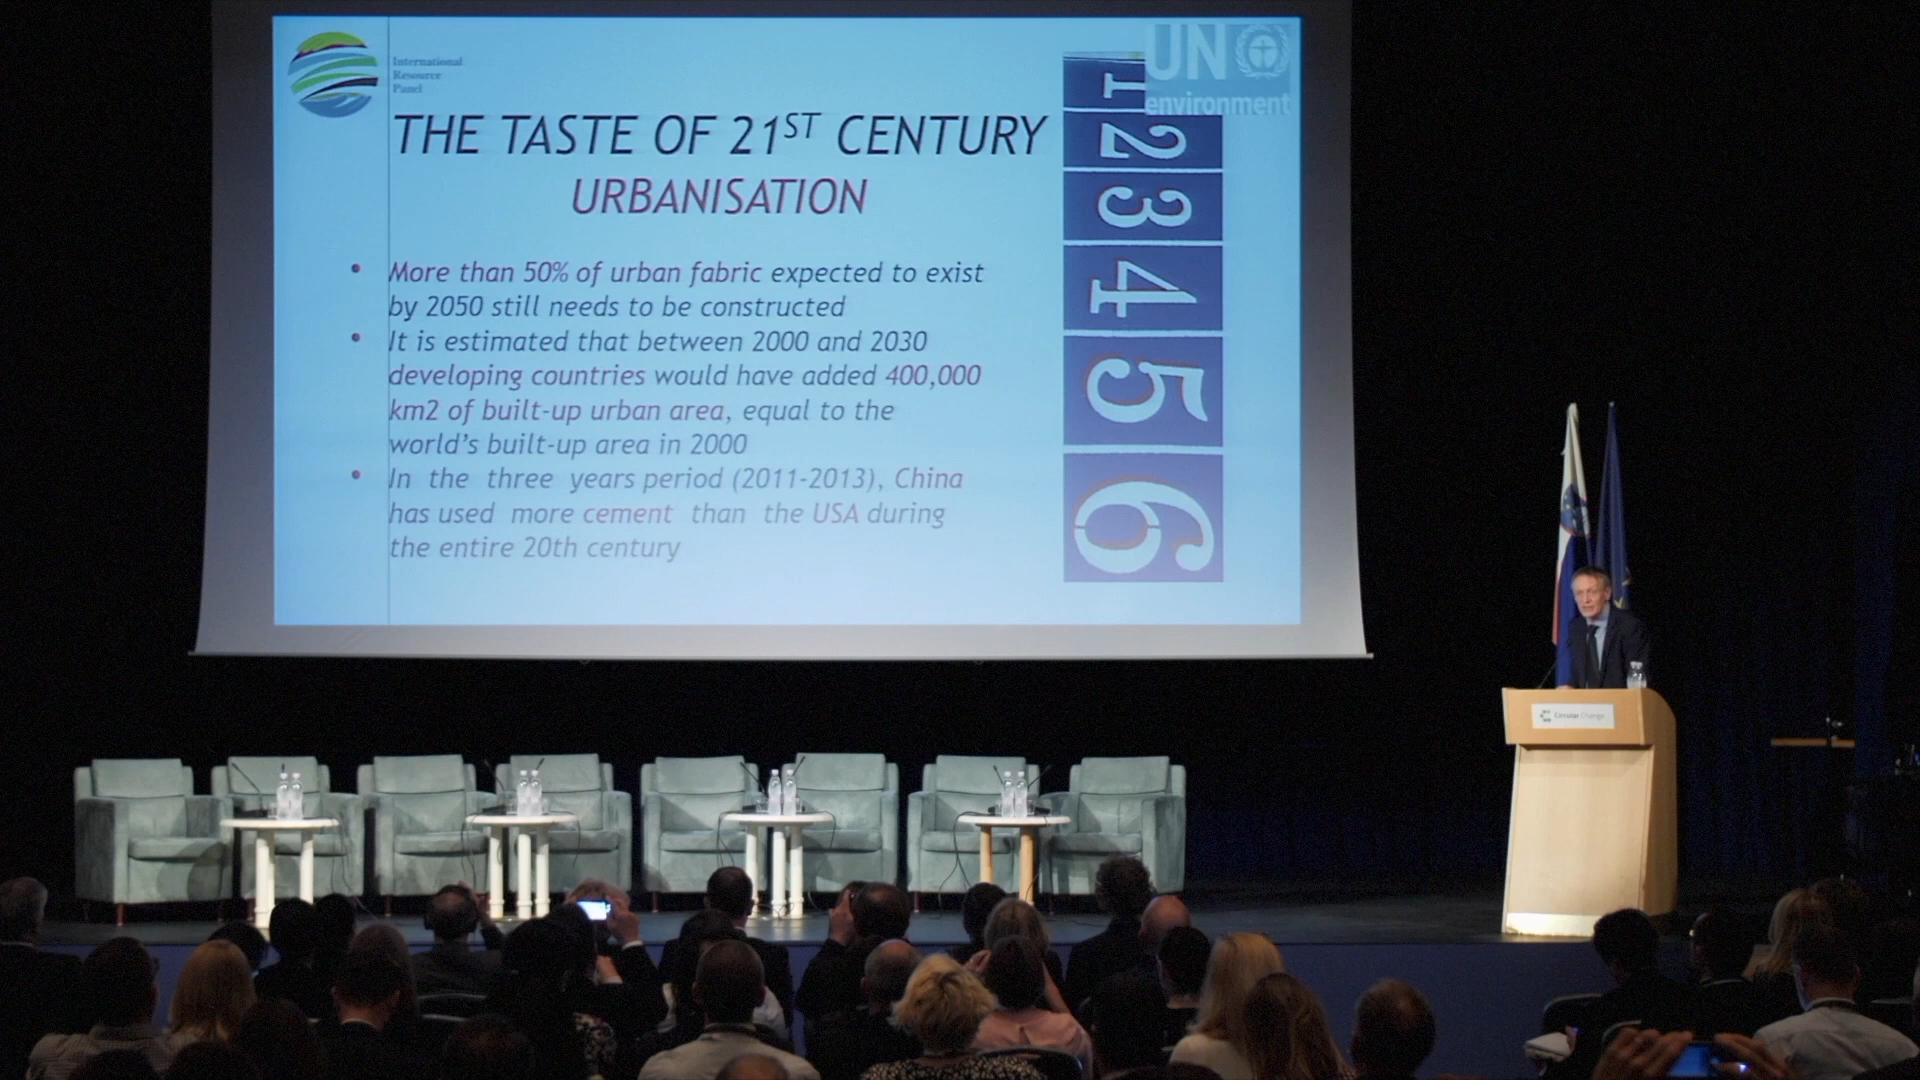 International
Resource
Panel
UN
environment
THE TASTE OF 21ST CENTURY
URBANISATION
• More than 50% of urban fabric expected to exist
by 2050 still needs to be constructed
• It is estimated that between 2000 and 2030
developing countries would have added 400,000
km2 of built-up urban area, equal to the
world's built-up area in 2000
• In the three years period (2011-2013), China
has used more cement than the USA during
the entire 20th century
1
2
3
4
5
6
Circular Change